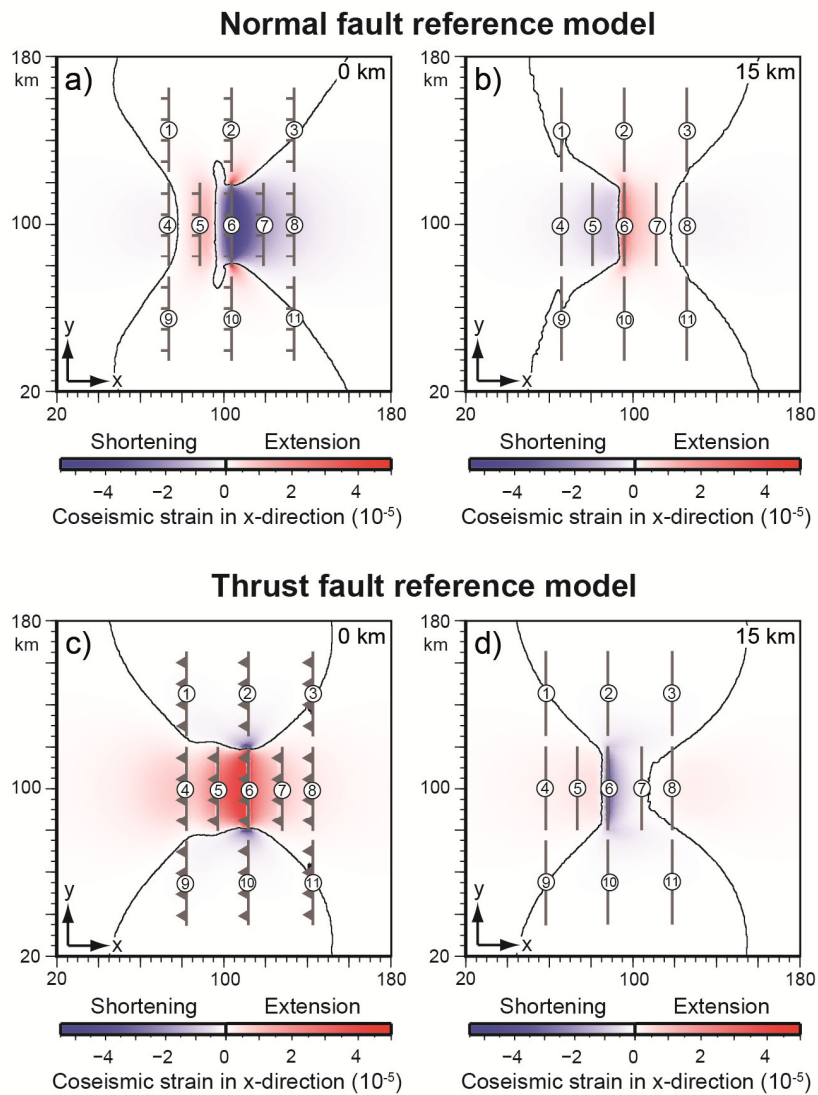 Normal fault reference model
a)
0 km
180
km
100
20
1
2
3
4
5
6
7
8
9
10
11
y
x
20
100
180
Shortening
Extension
−4
−2
0
2
4
Coseismic strain in x-direction (10-5)
b)
15 km
180
km
100
20
1
2
3
4
5
6
7
8
9
10
11
y
x
20
100
180
Shortening
Extension
−4
−2
0
2
4
Coseismic strain in x-direction (10-5)
Thrust fault reference model
c)
0 km
180
km
100
20
1
2
3
4
5
6
7
8
9
10
11
y
x
20
100
180
Shortening
Extension
−4
−2
0
2
4
Coseismic strain in x-direction (10-5)
d)
15 km
180
km
100
20
1
2
3
4
5
6
7
8
9
10
11
y
x
20
100
180
Shortening
Extension
−4
−2
0
2
4
Coseismic strain in x-direction (10-5)